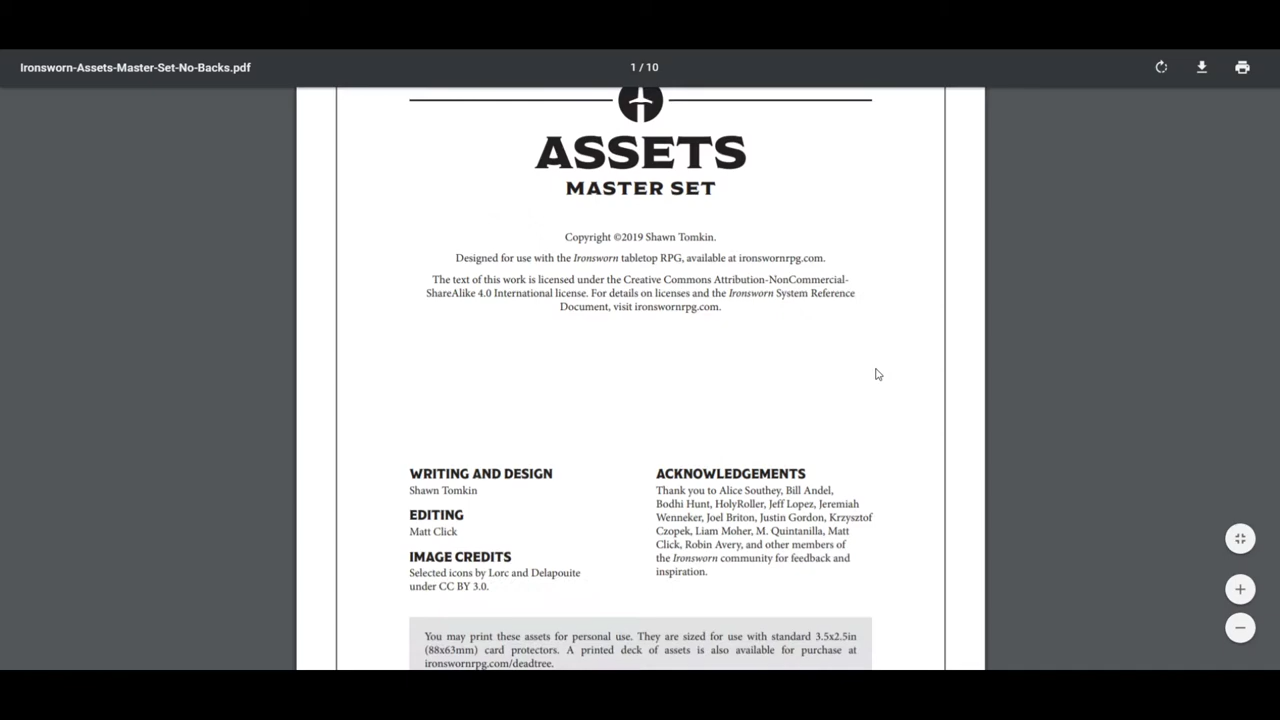 Ironsworn-Assets-Master-Set-No-Backs.pdf
1 / 10
ASSETS
MASTER SET
Copyright ©2019 Shawn Tomkin.
Designed for use with the Ironsworn tabletop RPG, available at ironswornrpg.com.
The text of this work is licensed under the Creative Commons Attribution-NonCommercial-
ShareAlike 4.0 International license. For details on licenses and the Ironsworn System Reference
Document, visit ironswornrpg.com.
WRITING AND DESIGN
Shawn Tomkin
EDITING
Matt Click
IMAGE CREDITS
Selected icons by Lorc and Delapouite
under CC BY 3.0.
ACKNOWLEDGEMENTS
Thank you to Alice Southey, Bill Andel,
Bodhi Hunt, HolyRoller, Jeff Lopez, Jeremiah
Wenneker, Joel Briton, Justin Gordon, Krzysztof
Czopek, Liam Moher, M. Quintanilla, Matt
Click, Robin Avery, and other members of
the Ironsworn community for feedback and
inspiration.
You may print these assets for personal use. They are sized for use with standard 3.5x2.5in
(88x63mm) card protectors. A printed deck of assets is also available for purchase at
ironswornrpg.com/deadtree.